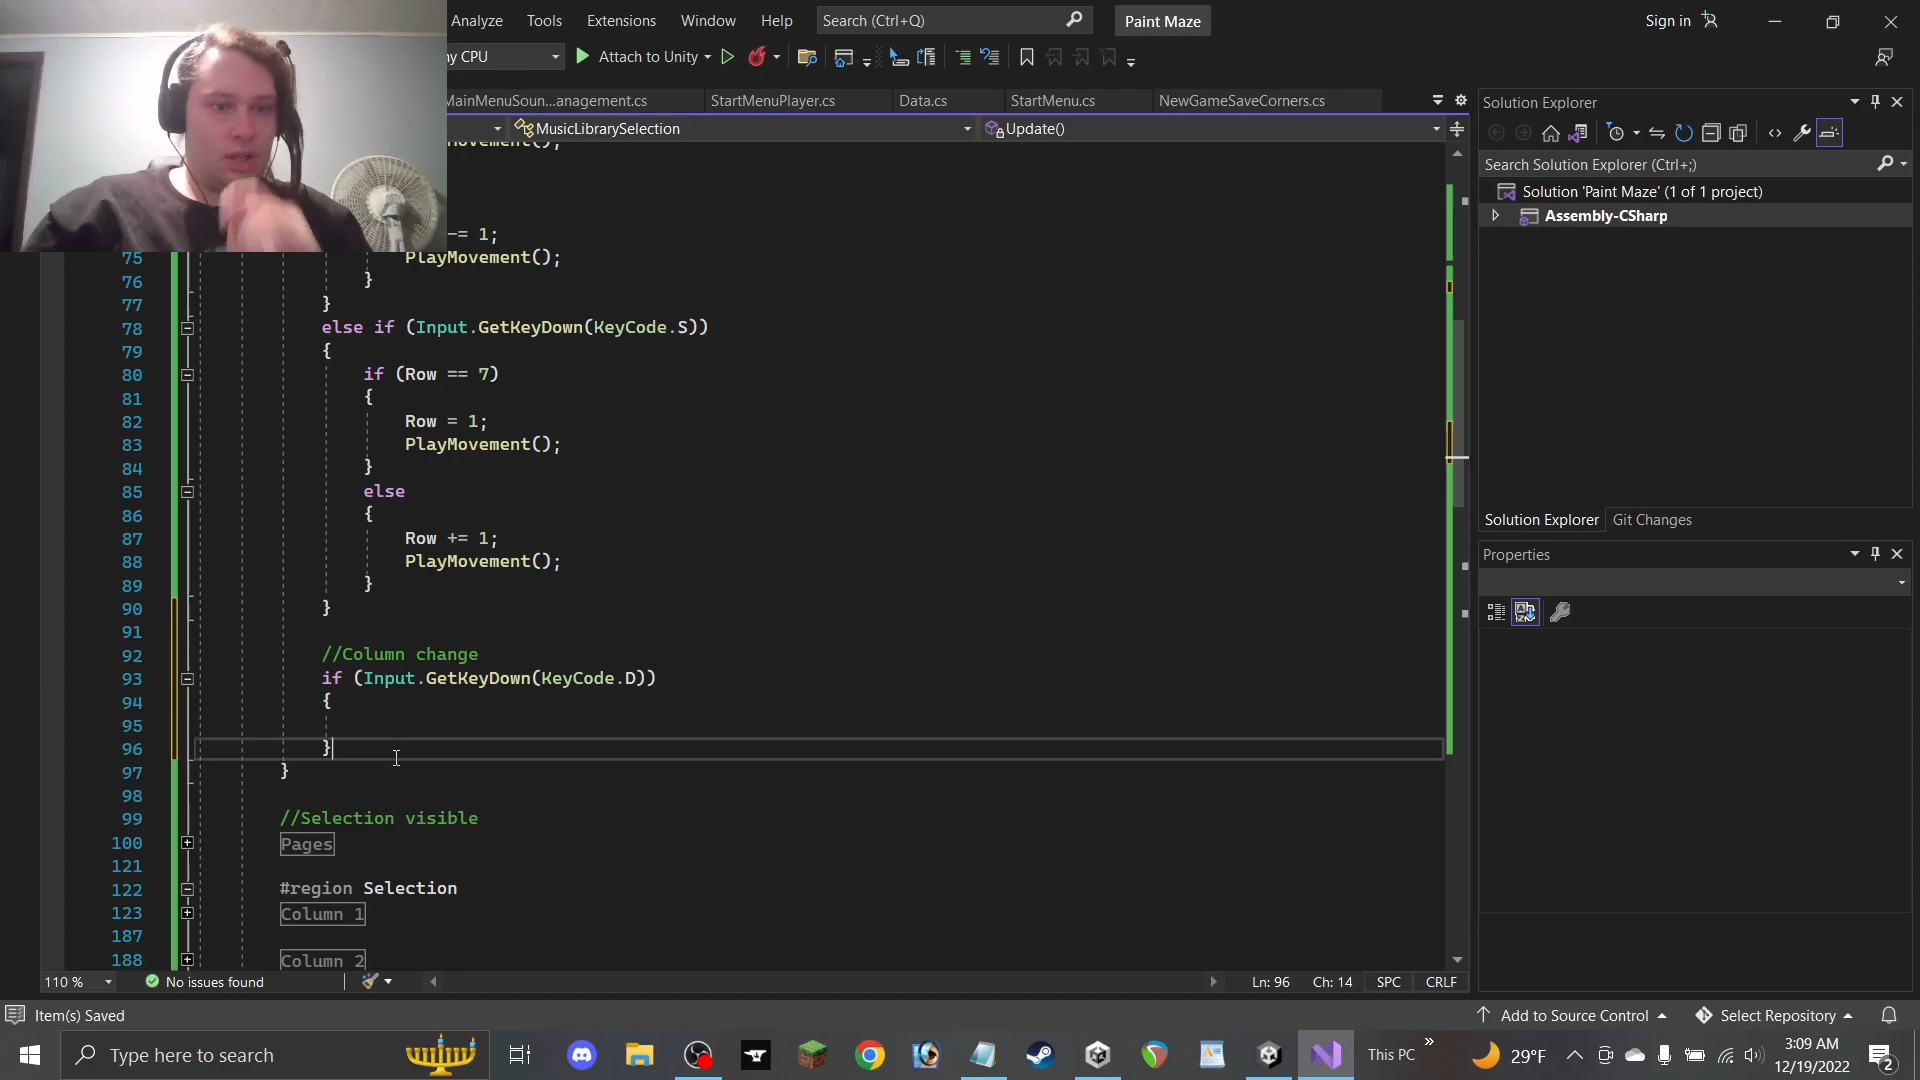 Analyze Tools Extensions Window Help Search (Ctrl+Q) Paint Maze Sign in
ny CPU Attach to Unity
MainMenuSoun...anagement.cs StartMenuPlayer.cs Data.cs StartMenu.cs NewGameSaveCorners.cs
MusicLibrarySelection Update()
-= 1;
75 PlayMovement();
76 }
77 }
78 else if (Input.GetKeyDown(KeyCode.S))
79 {
80 if (Row == 7)
81 {
82 Row = 1;
83 PlayMovement();
84 }
85 else
86 {
87 Row += 1;
88 PlayMovement();
89 }
90 }
91
92 //Column change
93 if (Input.GetKeyDown(KeyCode.D))
94 {
95
96 }
97 }
98
99 //Selection visible
100 Pages
121
122 #region Selection
123 Column 1
187
188 Column 2
110 % No issues found Ln: 96 Ch: 14 SPC CRLF
Solution Explorer
Search Solution Explorer (Ctrl+;)
Solution 'Paint Maze' (1 of 1 project)
Assembly-CSharp
Solution Explorer Git Changes
Properties
Item(s) Saved Add to Source Control Select Repository
Type here to search This PC » 29°F 3:09 AM
12/19/2022 2